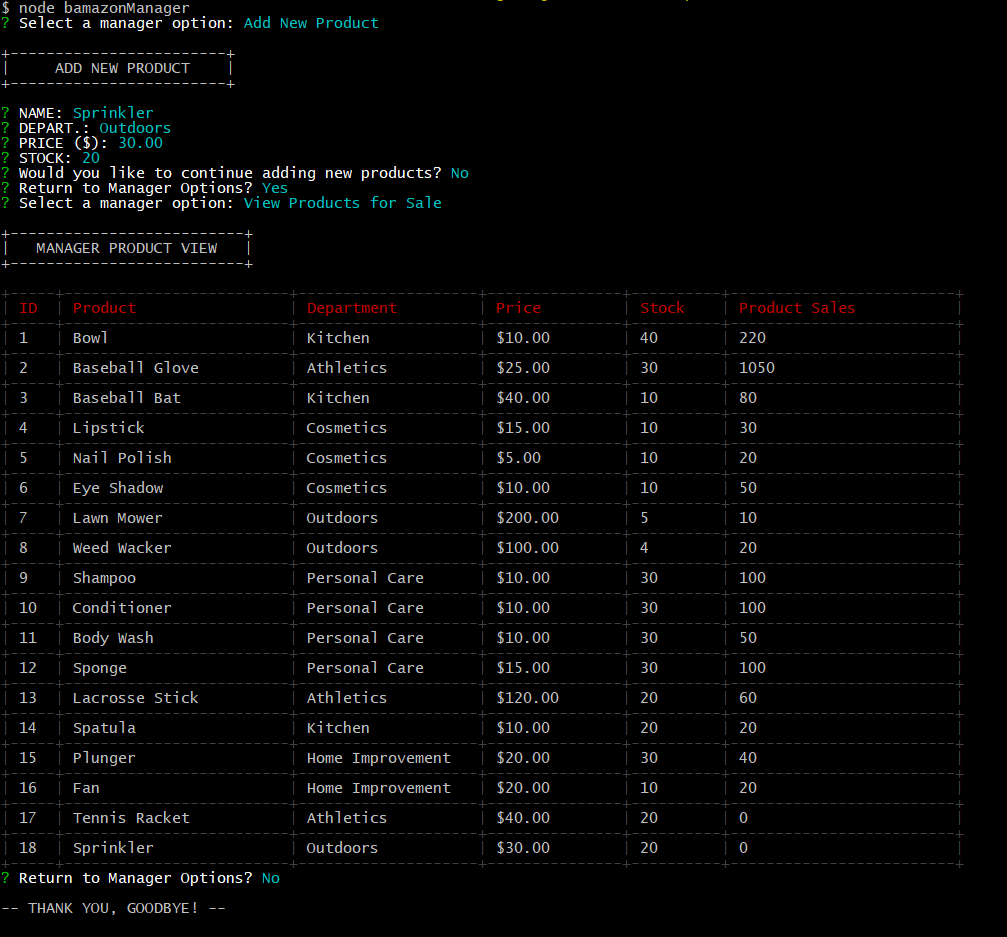 $ node bamazonManager
? Select a manager option: Add New Product
+------------------------+
|     ADD NEW PRODUCT    |
+------------------------+
? NAME: Sprinkler
? DEPART.: Outdoors
? PRICE ($): 30.00
? STOCK: 20
? Would you like to continue adding new products? No
? Return to Manager Options? Yes
? Select a manager option: View Products for Sale
+--------------------------+
|   MANAGER PRODUCT VIEW   |
+--------------------------+
| ID | Product | Department | Price | Stock | Product Sales |
| 1 | Bowl | Kitchen | $10.00 | 40 | 220 |
| 2 | Baseball Glove | Athletics | $25.00 | 30 | 1050 |
| 3 | Baseball Bat | Kitchen | $40.00 | 10 | 80 |
| 4 | Lipstick | Cosmetics | $15.00 | 10 | 30 |
| 5 | Nail Polish | Cosmetics | $5.00 | 10 | 20 |
| 6 | Eye Shadow | Cosmetics | $10.00 | 10 | 50 |
| 7 | Lawn Mower | Outdoors | $200.00 | 5 | 10 |
| 8 | Weed Wacker | Outdoors | $100.00 | 4 | 20 |
| 9 | Shampoo | Personal Care | $10.00 | 30 | 100 |
| 10 | Conditioner | Personal Care | $10.00 | 30 | 100 |
| 11 | Body Wash | Personal Care | $10.00 | 30 | 50 |
| 12 | Sponge | Personal Care | $15.00 | 30 | 100 |
| 13 | Lacrosse Stick | Athletics | $120.00 | 20 | 60 |
| 14 | Spatula | Kitchen | $10.00 | 20 | 20 |
| 15 | Plunger | Home Improvement | $20.00 | 30 | 40 |
| 16 | Fan | Home Improvement | $20.00 | 10 | 20 |
| 17 | Tennis Racket | Athletics | $40.00 | 20 | 0 |
| 18 | Sprinkler | Outdoors | $30.00 | 20 | 0 |
? Return to Manager Options? No
-- THANK YOU, GOODBYE! --